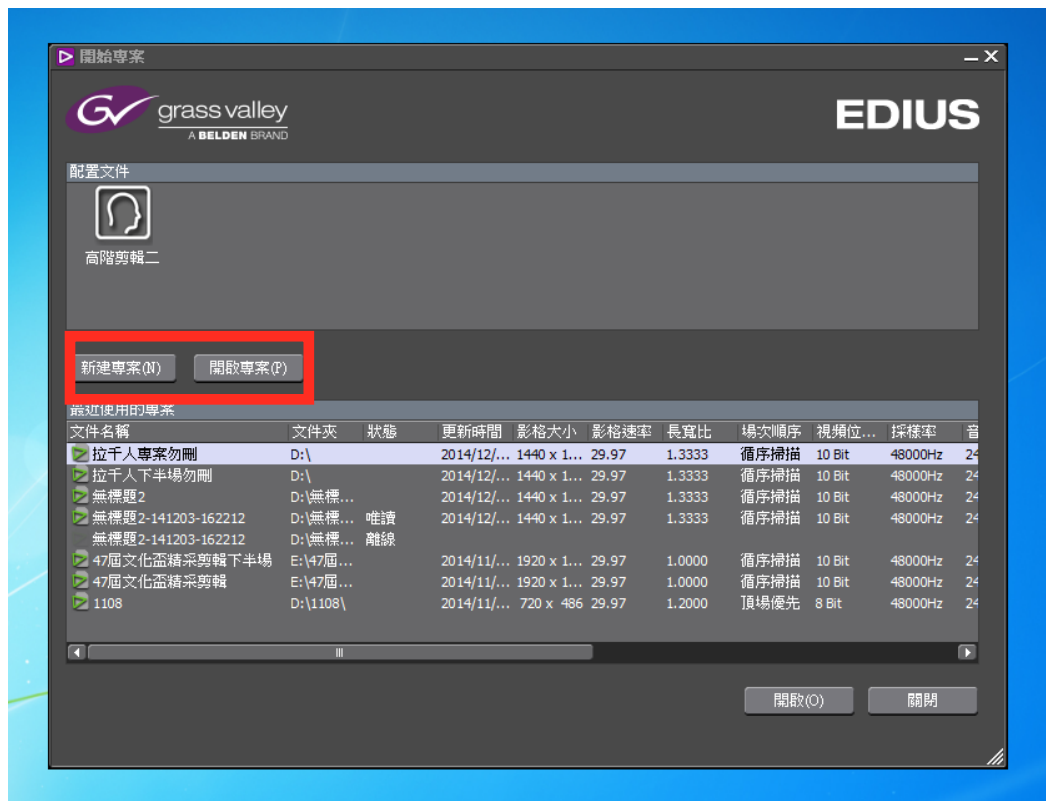 開始專案
grass valley
A BELDEN BRAND
EDIUS
配置文件
高階剪輯二
新建專案(N) 開啟專案(P)
最近使用的專案
文件名稱 文件夾 狀態 更新時間 影格大小 影格速率 長寬比 場次順序 視頻位... 採樣率 音
拉千人專案勿刪 D:\ 2014/12/... 1440 x 1... 29.97 1.3333 循序掃描 10 Bit 48000Hz 24
拉千人下半場勿刪 D:\ 2014/12/... 1440 x 1... 29.97 1.3333 循序掃描 10 Bit 48000Hz 24
無標題2 D:\無標... 2014/12/... 1440 x 1... 29.97 1.3333 循序掃描 10 Bit 48000Hz 24
無標題2-141203-162212 D:\無標... 唯讀 2014/12/... 1440 x 1... 29.97 1.3333 循序掃描 10 Bit 48000Hz 24
無標題2-141203-162212 D:\無標... 離線
47屆文化盃精采剪輯下半場 E:\47屆... 2014/11/... 1920 x 1... 29.97 1.0000 循序掃描 10 Bit 48000Hz 24
47屆文化盃精采剪輯 E:\47屆... 2014/11/... 1920 x 1... 29.97 1.0000 循序掃描 10 Bit 48000Hz 24
1108 D:\1108\ 2014/11/... 720 x 486 29.97 1.2000 頂場優先 8 Bit 48000Hz 24
開啟(O) 關閉